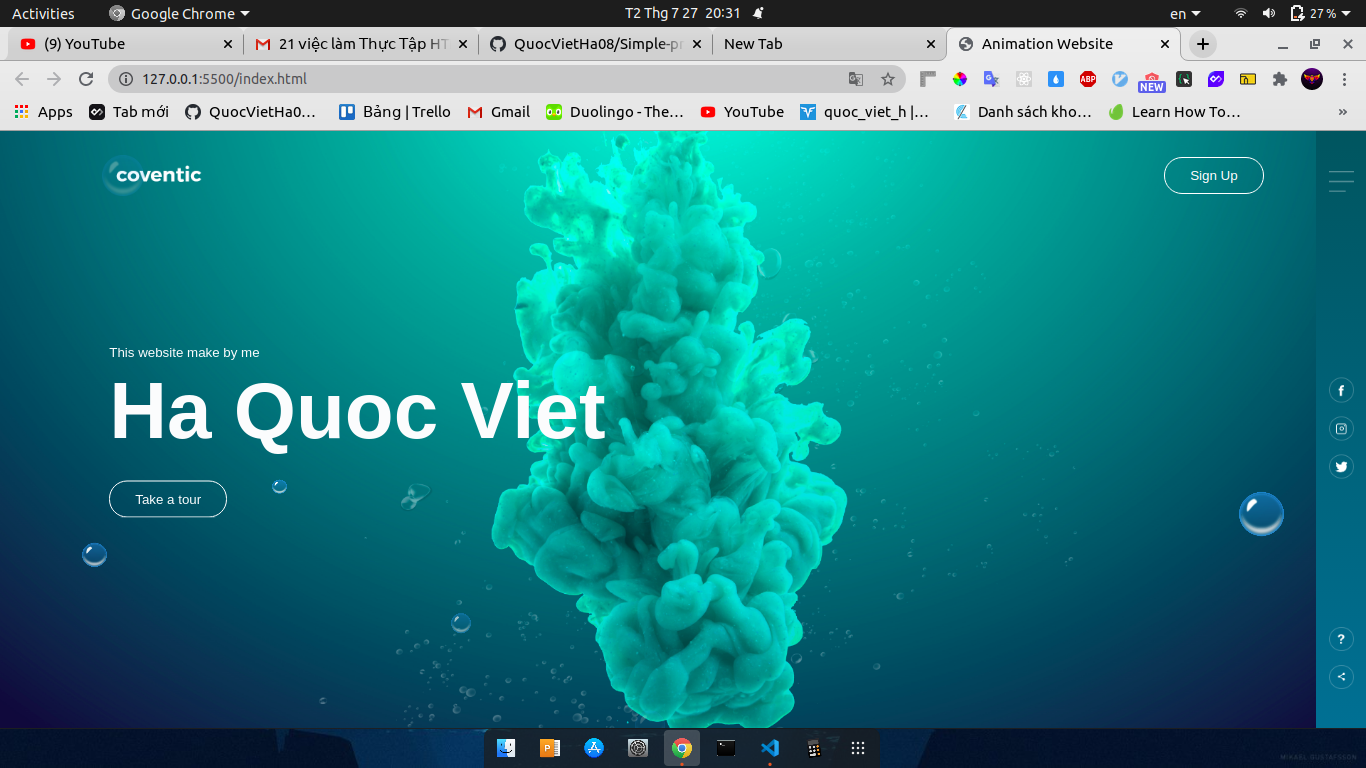 Activities Google Chrome T2 Thg 7 27 20:31 en 27 %
(9) YouTube 21 việc làm Thực Tập HT QuocVietHa08/Simple-pr New Tab Animation Website
127.0.0.1:5500/index.html ABP NEW
Apps Tab mới QuocVietHa0… Bảng | Trello Gmail Duolingo - The… YouTube quoc_viet_h |… Danh sách kho… Learn How To… »
coventic Sign Up
This website make by me
Ha Quoc Viet
Take a tour
?
MIKAEL GUSTAFSSON